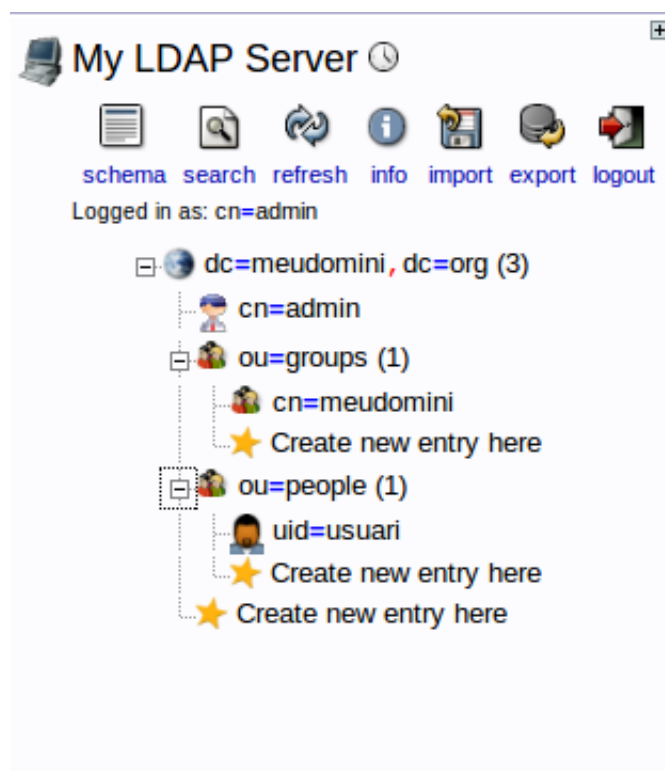 My LDAP Server
schema search refresh info import export logout
Logged in as: cn=admin
dc=meudomini, dc=org (3)
cn=admin
ou=groups (1)
cn=meudomini
Create new entry here
ou=people (1)
uid=usuari
Create new entry here
Create new entry here